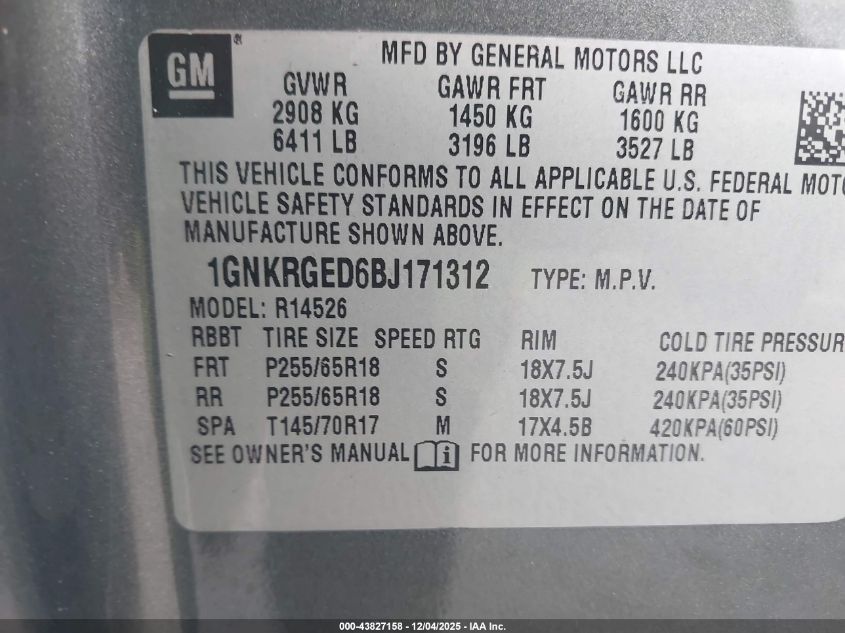 GM ®
MFD BY GENERAL MOTORS LLC
GVWR GAWR FRT GAWR RR
2908 KG 1450 KG 1600 KG
6411 LB 3196 LB 3527 LB
THIS VEHICLE CONFORMS TO ALL APPLICABLE U.S. FEDERAL MOTO
VEHICLE SAFETY STANDARDS IN EFFECT ON THE DATE OF
MANUFACTURE SHOWN ABOVE.
1GNKRGED6BJ171312 TYPE: M.P.V.
MODEL: R14526
RBBT TIRE SIZE SPEED RTG RIM COLD TIRE PRESSUR
FRT P255/65R18 S 18X7.5J 240KPA(35PSI)
RR P255/65R18 S 18X7.5J 240KPA(35PSI)
SPA T145/70R17 M 17X4.5B 420KPA(60PSI)
SEE OWNER'S MANUAL i FOR MORE INFORMATION.
000-43827158 - 12/04/2025 - IAA Inc.